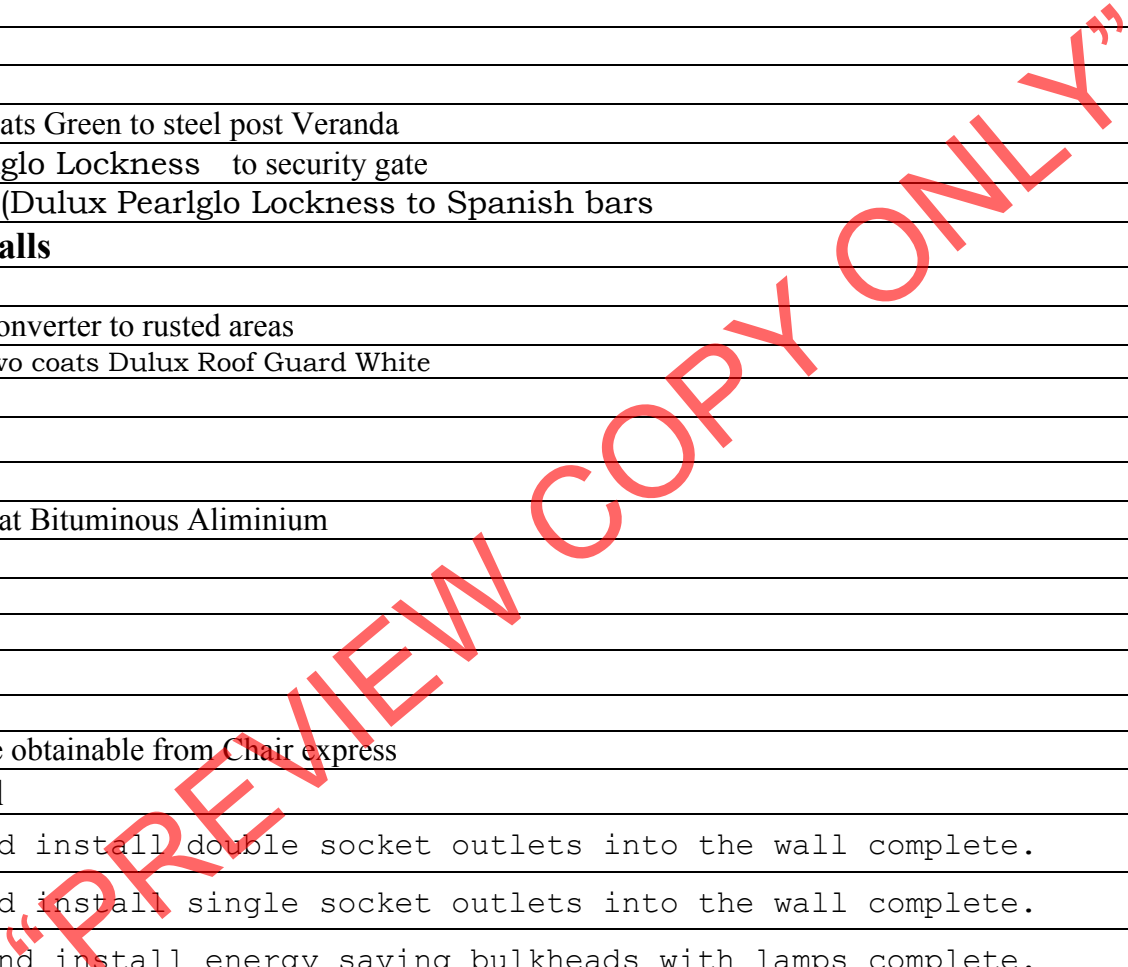 ats Green to steel post Veranda
glo Lockness to security gate
(Dulux Pearlglo Lockness to Spanish bars
alls
onverter to rusted areas
vo coats Dulux Roof Guard White
at Bituminous Aliminium
e obtainable from Chair express
l
d install double socket outlets into the wall complete.
d install single socket outlets into the wall complete.
nd install energy saving bulkheads with lamps complete.
“PREVIEW COPY ONLY”